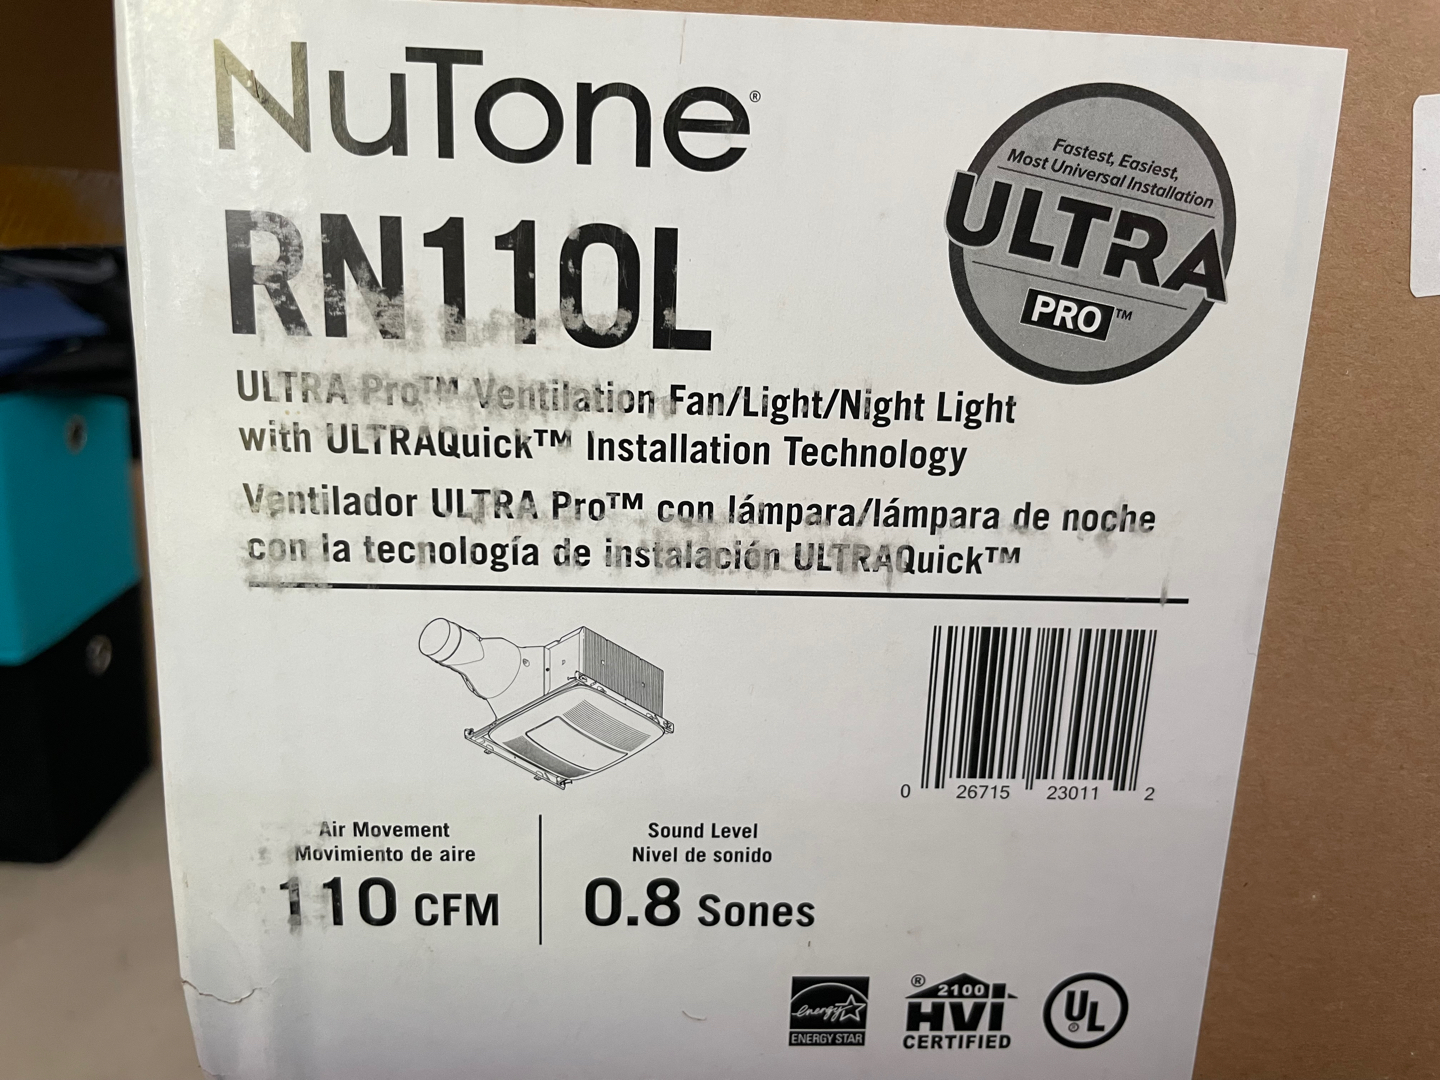 NuTone®
RN110L
Fastest, Easiest,
Most Universal Installation
ULTRA
PRO™
ULTRA Pro™ Ventilation Fan/Light/Night Light
with ULTRAQuick™ Installation Technology
Ventilador ULTRA Pro™ con lámpara/lámpara de noche
con la tecnología de instalación ULTRAQuick™
0 26715 23011 2
Air Movement
Movimiento de aire
110 CFM
Sound Level
Nivel de sonido
0.8 Sones
energy
ENERGY STAR
® 2100
HVI
CERTIFIED
UL ®